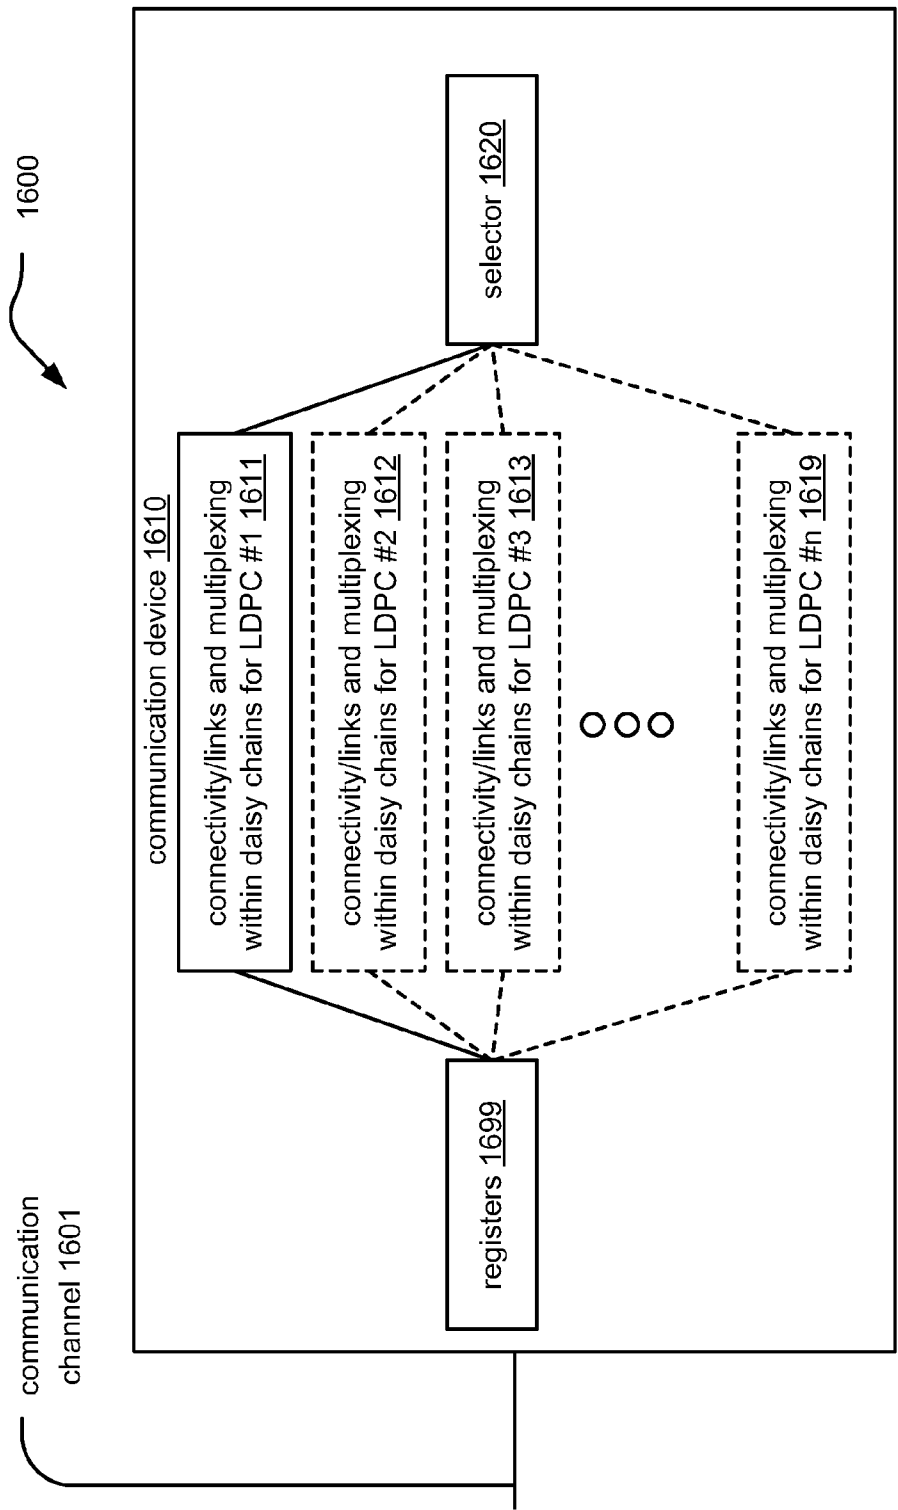 1600
communication
channel 1601
communication device 1610
connectivity/links and multiplexing
within daisy chains for LDPC #1 1611
connectivity/links and multiplexing
within daisy chains for LDPC #2 1612
connectivity/links and multiplexing
within daisy chains for LDPC #3 1613
connectivity/links and multiplexing
within daisy chains for LDPC #n 1619
registers 1699
selector 1620